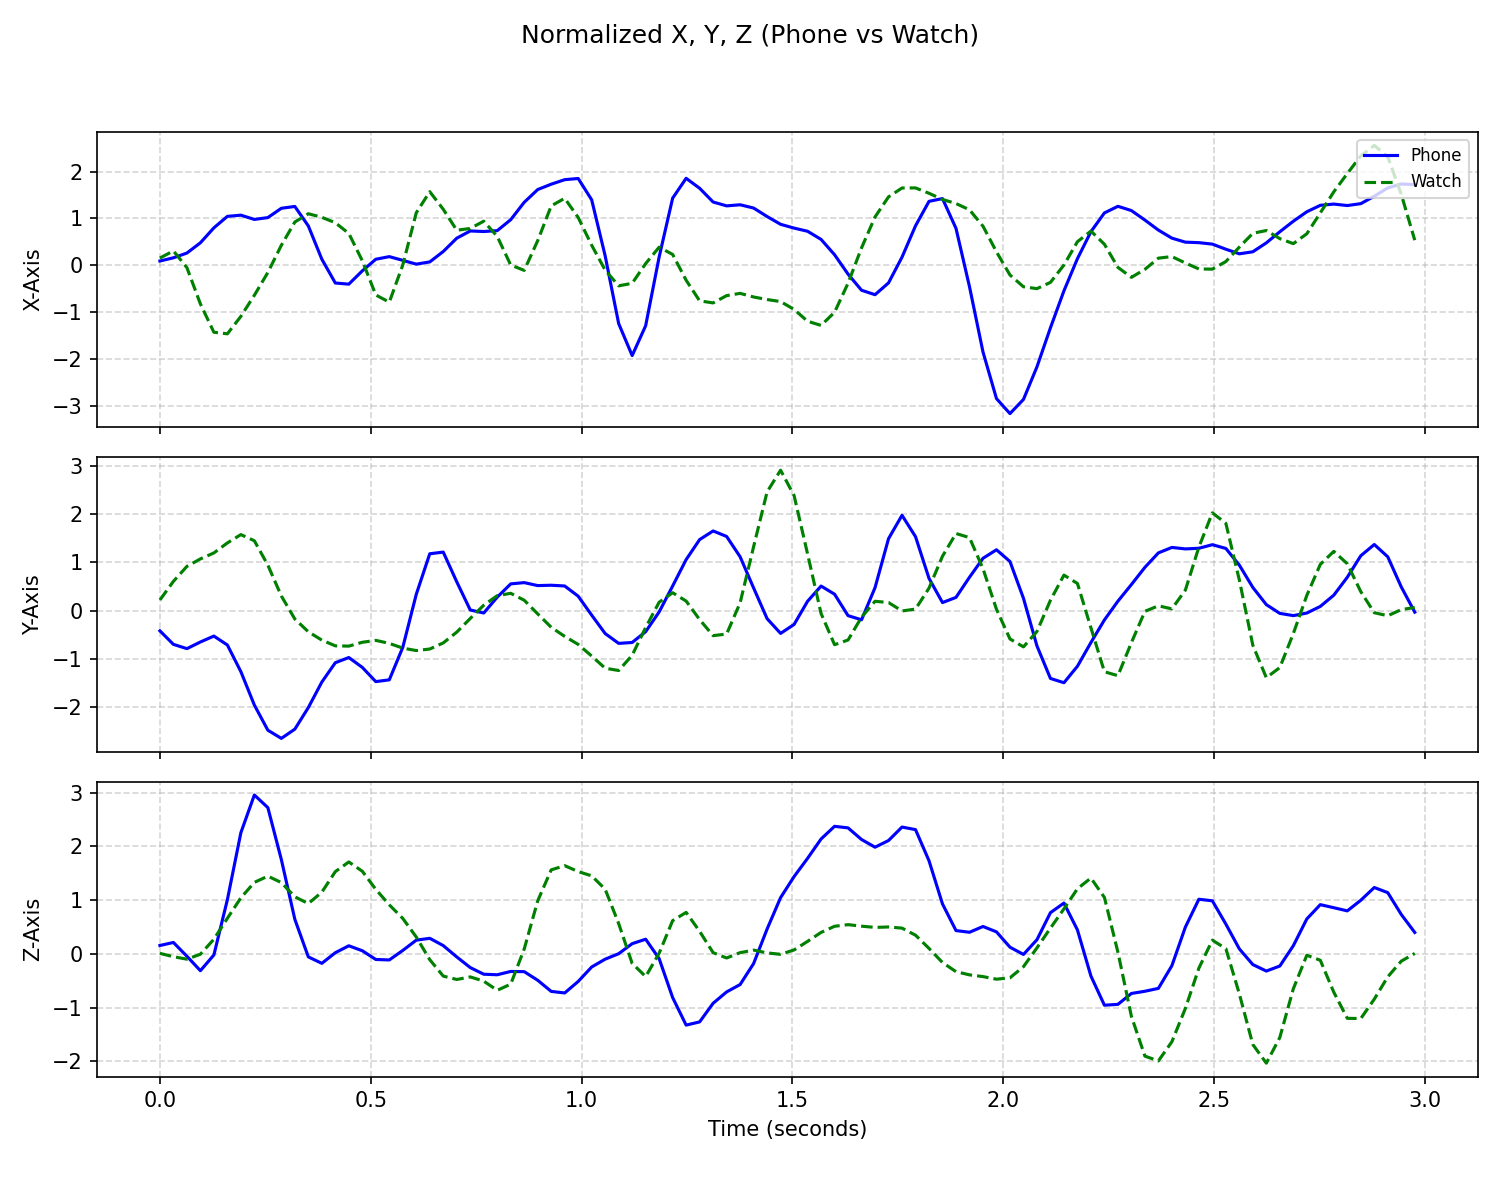 Normalized X, Y, Z (Phone vs Watch)
Phone
Watch
X-Axis
2
1
0
−1
−2
−3
Y-Axis
3
2
1
0
−1
−2
Z-Axis
3
2
1
0
−1
−2
0.0 0.5 1.0 1.5 2.0 2.5 3.0
Time (seconds)